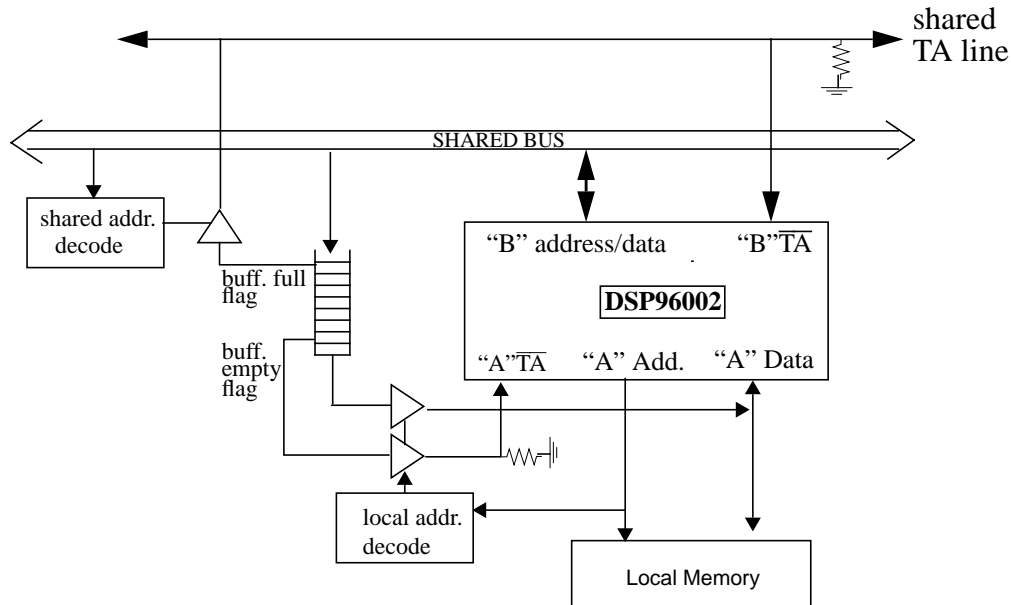 shared
TA line
SHARED BUS
shared addr.
decode
“B” address/data
“B”TA
buff. full
flag
DSP96002
buff.
empty
flag
“A”TA
“A” Add.
“A” Data
local addr.
decode
Local Memory